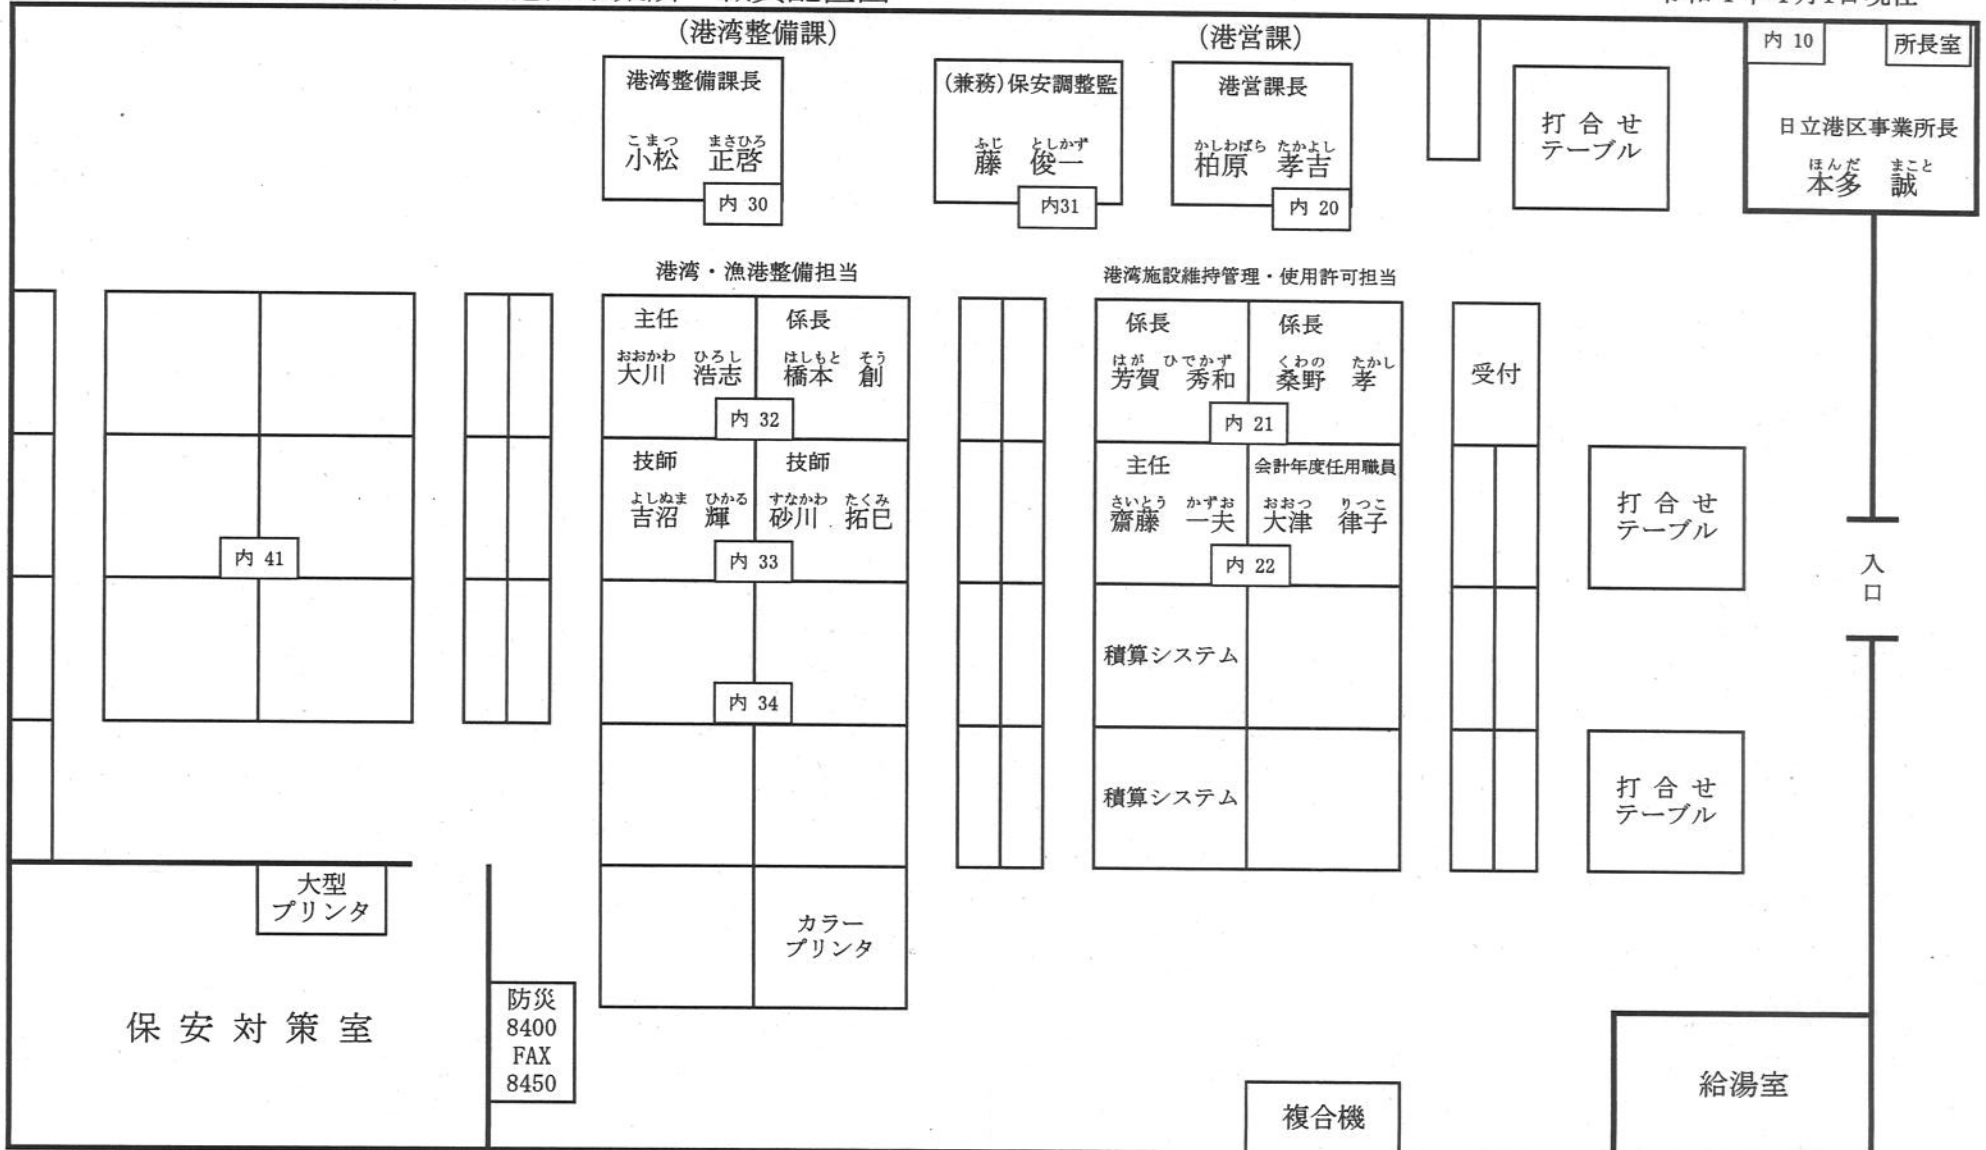 (港湾整備課)
(港営課)
内 10
所長室
港湾整備課長
こまつ まさひろ
小松 正啓
内 30
(兼務)保安調整監
ふじ としかず
藤 俊一
内31
港営課長
かしわばら たかよし
柏原 孝吉
内 20
打 合 せ
テーブル
日立港区事業所長
ほんだ まこと
本多 誠
港湾・漁港整備担当
港湾施設維持管理・使用許可担当
主任
おおかわ ひろし
大川 浩志
係長
はしもと そう
橋本 創
内 32
係長
はが ひでかず
芳賀 秀和
係長
くわの たかし
桑野 孝
内 21
受付
技師
よしぬま ひかる
吉沼 輝
技師
すなかわ たくみ
砂川 拓巳
内 33
主任
さいとう かずお
齋藤 一夫
会計年度任用職員
おおつ りつこ
大津 律子
内 22
打 合 せ
テーブル
内 41
入
口
積算システム
内 34
積算システム
打 合 せ
テーブル
大型
プリンタ
カラー
プリンタ
保 安 対 策 室
防災
8400
FAX
8450
複合機
給湯室